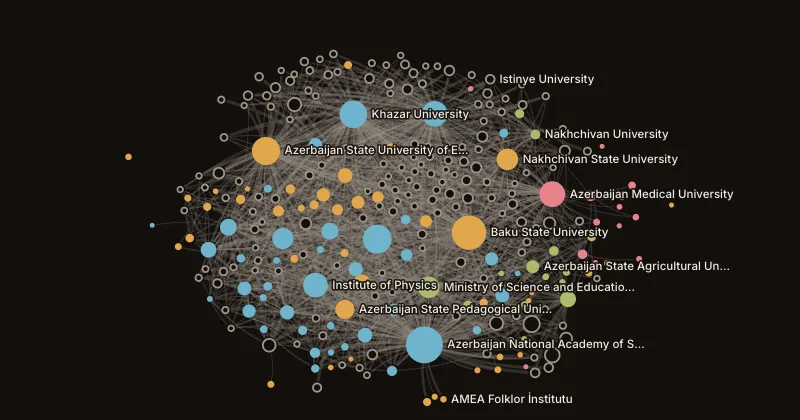 Istinye University
Khazar University
Nakhchivan University
Azerbaijan State University of E...
Nakhchivan State University
Azerbaijan Medical University
Baku State University
Azerbaijan State Agricultural Un...
Institute of Physics
Ministry of Science and Educatio...
Azerbaijan State Pedagogical Uni...
Azerbaijan National Academy of S...
AMEA Folklor İnstitutu